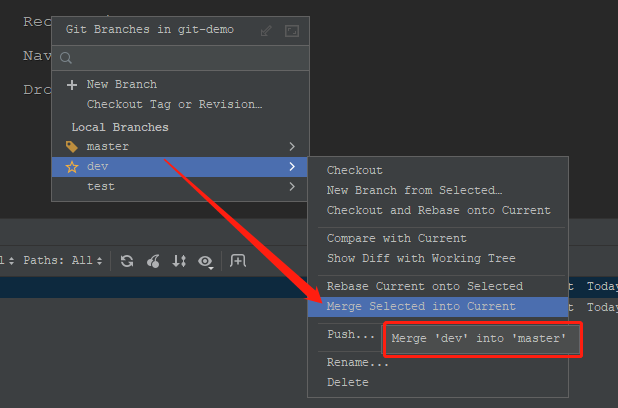 Rec
Nav
Dro
Git Branches in git-demo
New Branch
Checkout Tag or Revision…
Local Branches
master
dev
test
Checkout
New Branch from Selected…
Checkout and Rebase onto Current
Compare with Current
Show Diff with Working Tree
Rebase Current onto Selected
Merge Selected into Current
Push...
Merge 'dev' into 'master'
Rename...
Delete
Paths: All
Today
Today